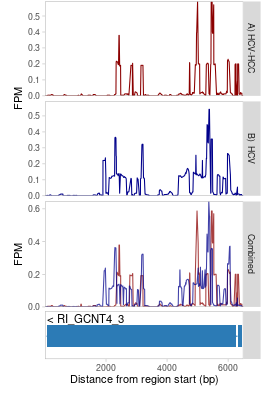 0.5
0.4
0.3
0.2
0.1
0.0
A) HCV-HCC
FPM
0.5
0.4
0.3
0.2
0.1
0.0
B) HCV
0.6
0.4
0.2
0.0
Combined
FPM
< RI_GCNT4_3
2000
4000
6000
Distance from region start (bp)